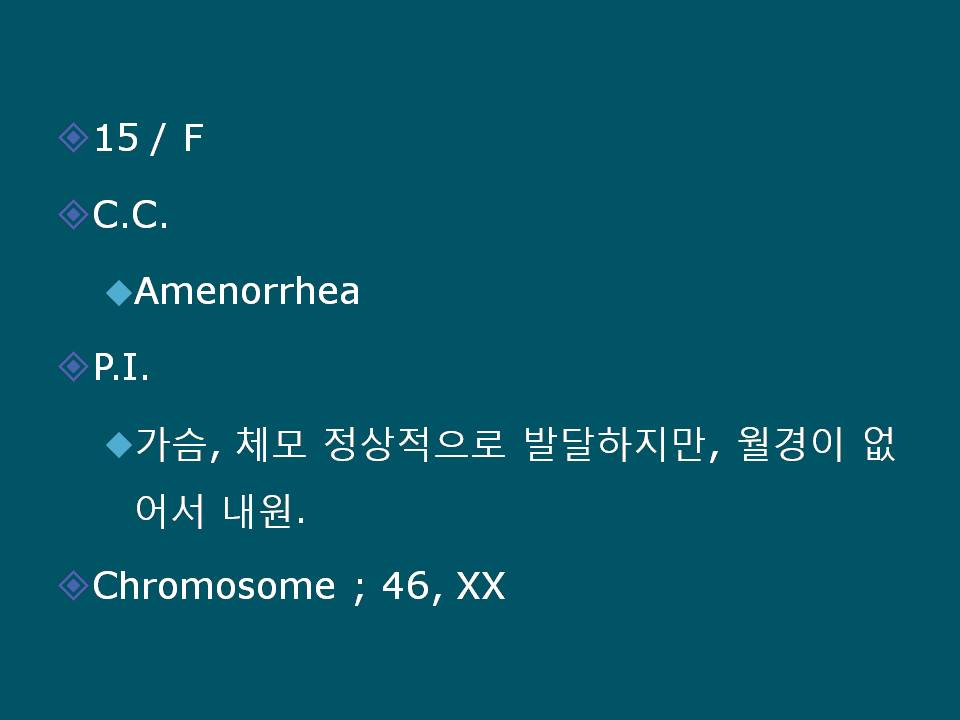 15 / F
C.C.
Amenorrhea
P.I.
가슴, 체모 정상적으로 발달하지만, 월경이 없
어서 내원.
Chromosome ; 46, XX